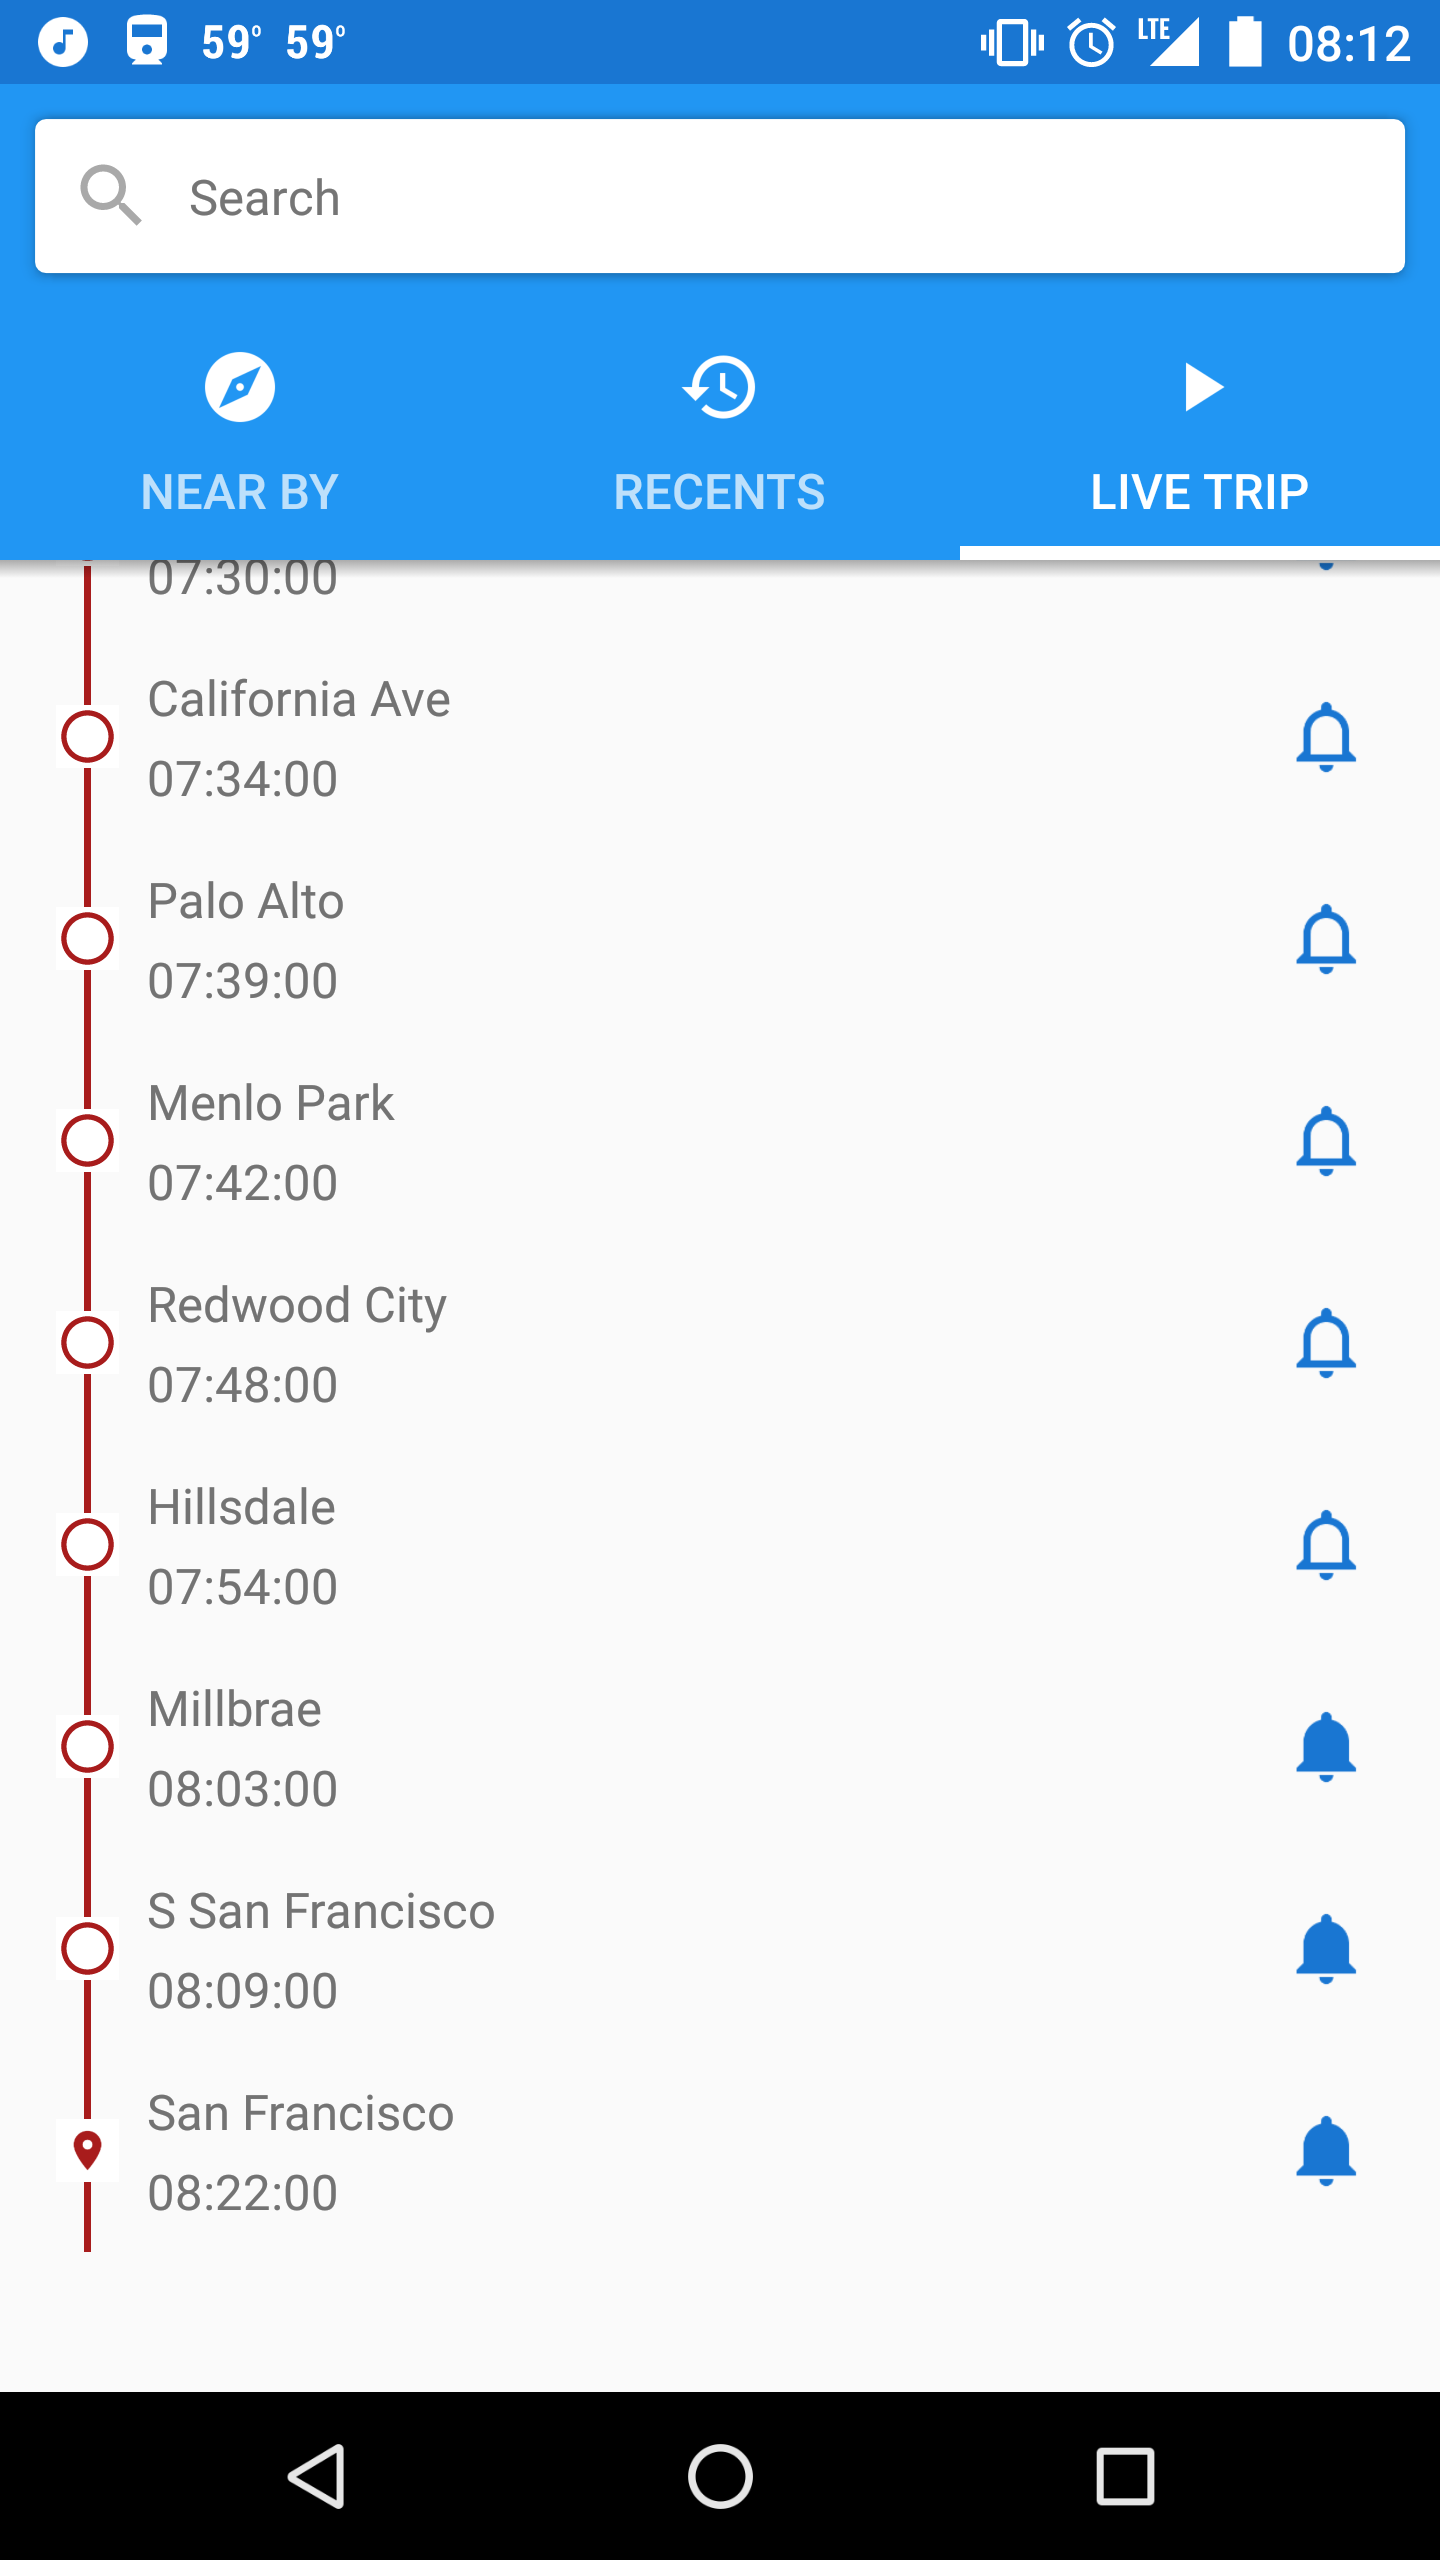 59° 59° LTE 08:12
Search
NEAR BY RECENTS LIVE TRIP
07:30:00
California Ave
07:34:00
Palo Alto
07:39:00
Menlo Park
07:42:00
Redwood City
07:48:00
Hillsdale
07:54:00
Millbrae
08:03:00
S San Francisco
08:09:00
San Francisco
08:22:00